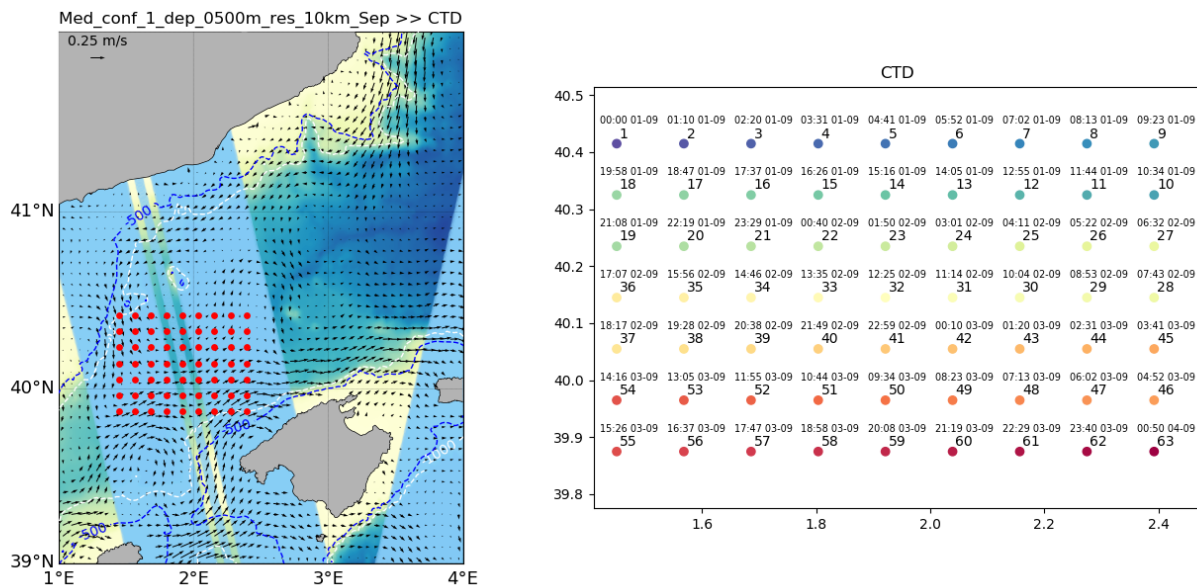 Med_conf_1_dep_0500m_res_10km_Sep >> CTD
0.25 m/s
500
41°N
40°N
500
1000
500
39°N
1°E 2°E 3°E 4°E
CTD
40.5
00:00 01-09 01:10 01-09 02:20 01-09 03:31 01-09 04:41 01-09 05:52 01-09 07:02 01-09 08:13 01-09 09:23 01-09
1 2 3 4 5 6 7 8 9
40.4
19:58 01-09 18:47 01-09 17:37 01-09 16:26 01-09 15:16 01-09 14:05 01-09 12:55 01-09 11:44 01-09 10:34 01-09
18 17 16 15 14 13 12 11 10
40.3
21:08 01-09 22:19 01-09 23:29 01-09 00:40 02-09 01:50 02-09 03:01 02-09 04:11 02-09 05:22 02-09 06:32 02-09
19 20 21 22 23 24 25 26 27
40.2
17:07 02-09 15:56 02-09 14:46 02-09 13:35 02-09 12:25 02-09 11:14 02-09 10:04 02-09 08:53 02-09 07:43 02-09
36 35 34 33 32 31 30 29 28
40.1
18:17 02-09 19:28 02-09 20:38 02-09 21:49 02-09 22:59 02-09 00:10 03-09 01:20 03-09 02:31 03-09 03:41 03-09
37 38 39 40 41 42 43 44 45
40.0
14:16 03-09 13:05 03-09 11:55 03-09 10:44 03-09 09:34 03-09 08:23 03-09 07:13 03-09 06:02 03-09 04:52 03-09
54 53 52 51 50 49 48 47 46
39.9
15:26 03-09 16:37 03-09 17:47 03-09 18:58 03-09 20:08 03-09 21:19 03-09 22:29 03-09 23:40 03-09 00:50 04-09
55 56 57 58 59 60 61 62 63
39.8
1.6 1.8 2.0 2.2 2.4